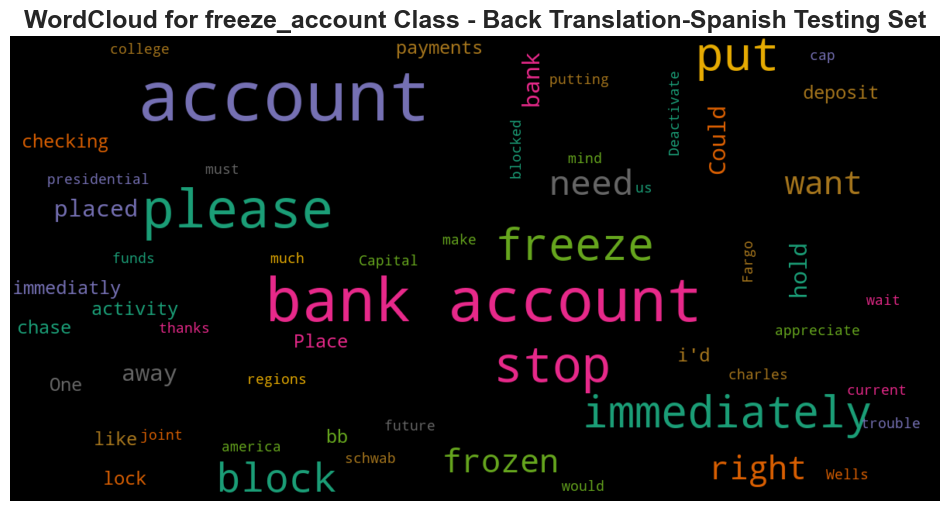 WordCloud for freeze_account Class - Back Translation-Spanish Testing Set
college
payments
put
cap
account
bank
putting
Deactivate
deposit
checking
blocked
Could
must
mind
presidential
placed
please
need
us
want
make
freeze
funds
much
Capital
Fargo
hold
immediatly
activity
bank account
wait
chase
thanks
Place
appreciate
One
away
regions
stop
i'd
charles
current
like
joint
america
bb
future
immediately
trouble
lock
block
schwab
frozen
would
right
Wells